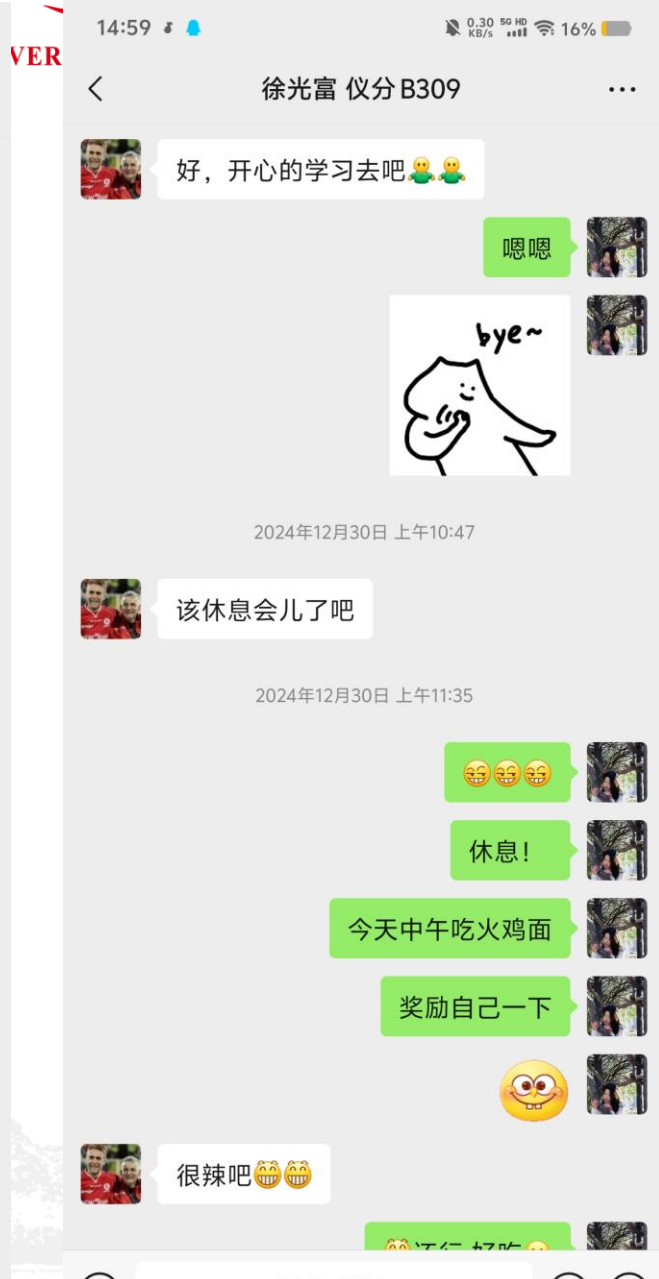 VER
14:59
0.30 KB/s 5G HD 16%
徐光富 仪分B309
好，开心的学习去吧
嗯嗯
bye~
2024年12月30日 上午10:47
该休息会儿了吧
2024年12月30日 上午11:35
休息！
今天中午吃火鸡面
奖励自己一下
很辣吧